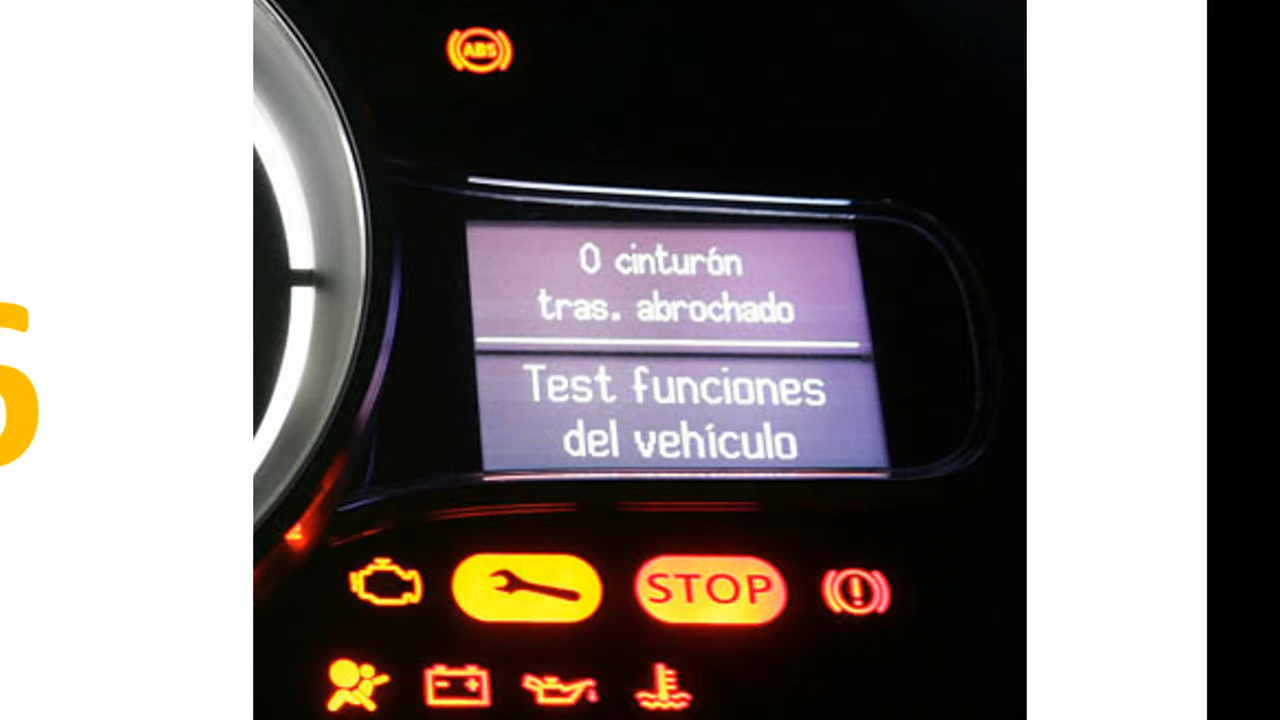 ABS
0 cinturón
tras. abrochado
Test funciones
del vehículo
STOP